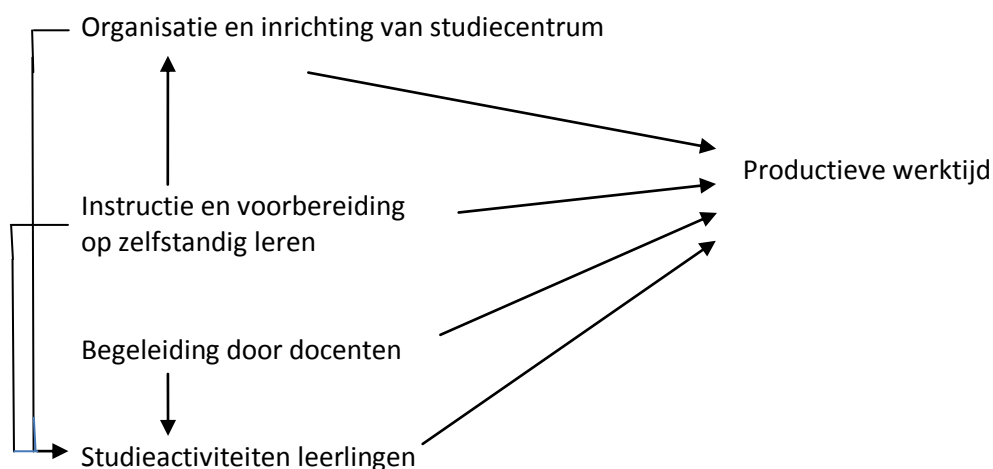 Organisatie en inrichting van studiecentrum
Productieve werktijd
Instructie en voorbereiding
op zelfstandig leren
Begeleiding door docenten
Studieactiviteiten leerlingen